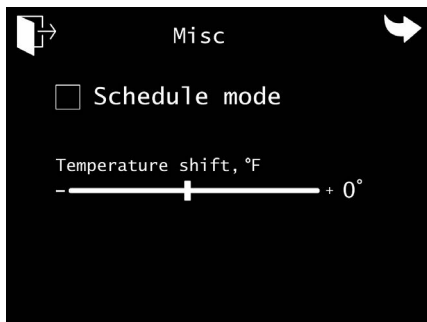 Misc
Schedule mode
Temperature shift, °F
- + 0°